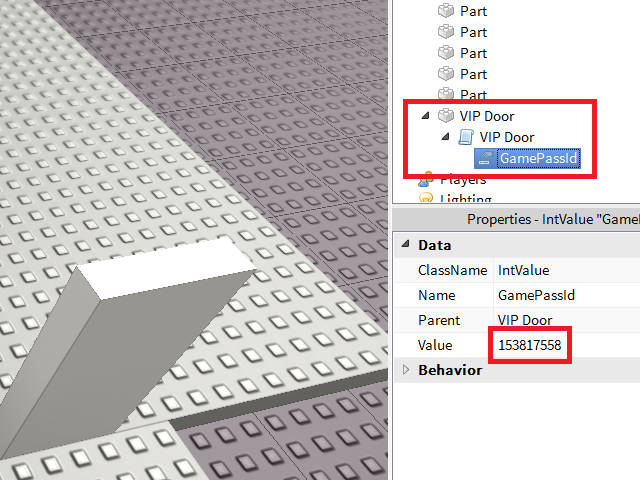 Part
Part
Part
Part
Part
VIP Door
VIP Door
GamePassId
Players
Lighting
Properties - IntValue "GameP
Data
ClassName IntValue
Name GamePassId
Parent VIP Door
Value 153817558
Behavior